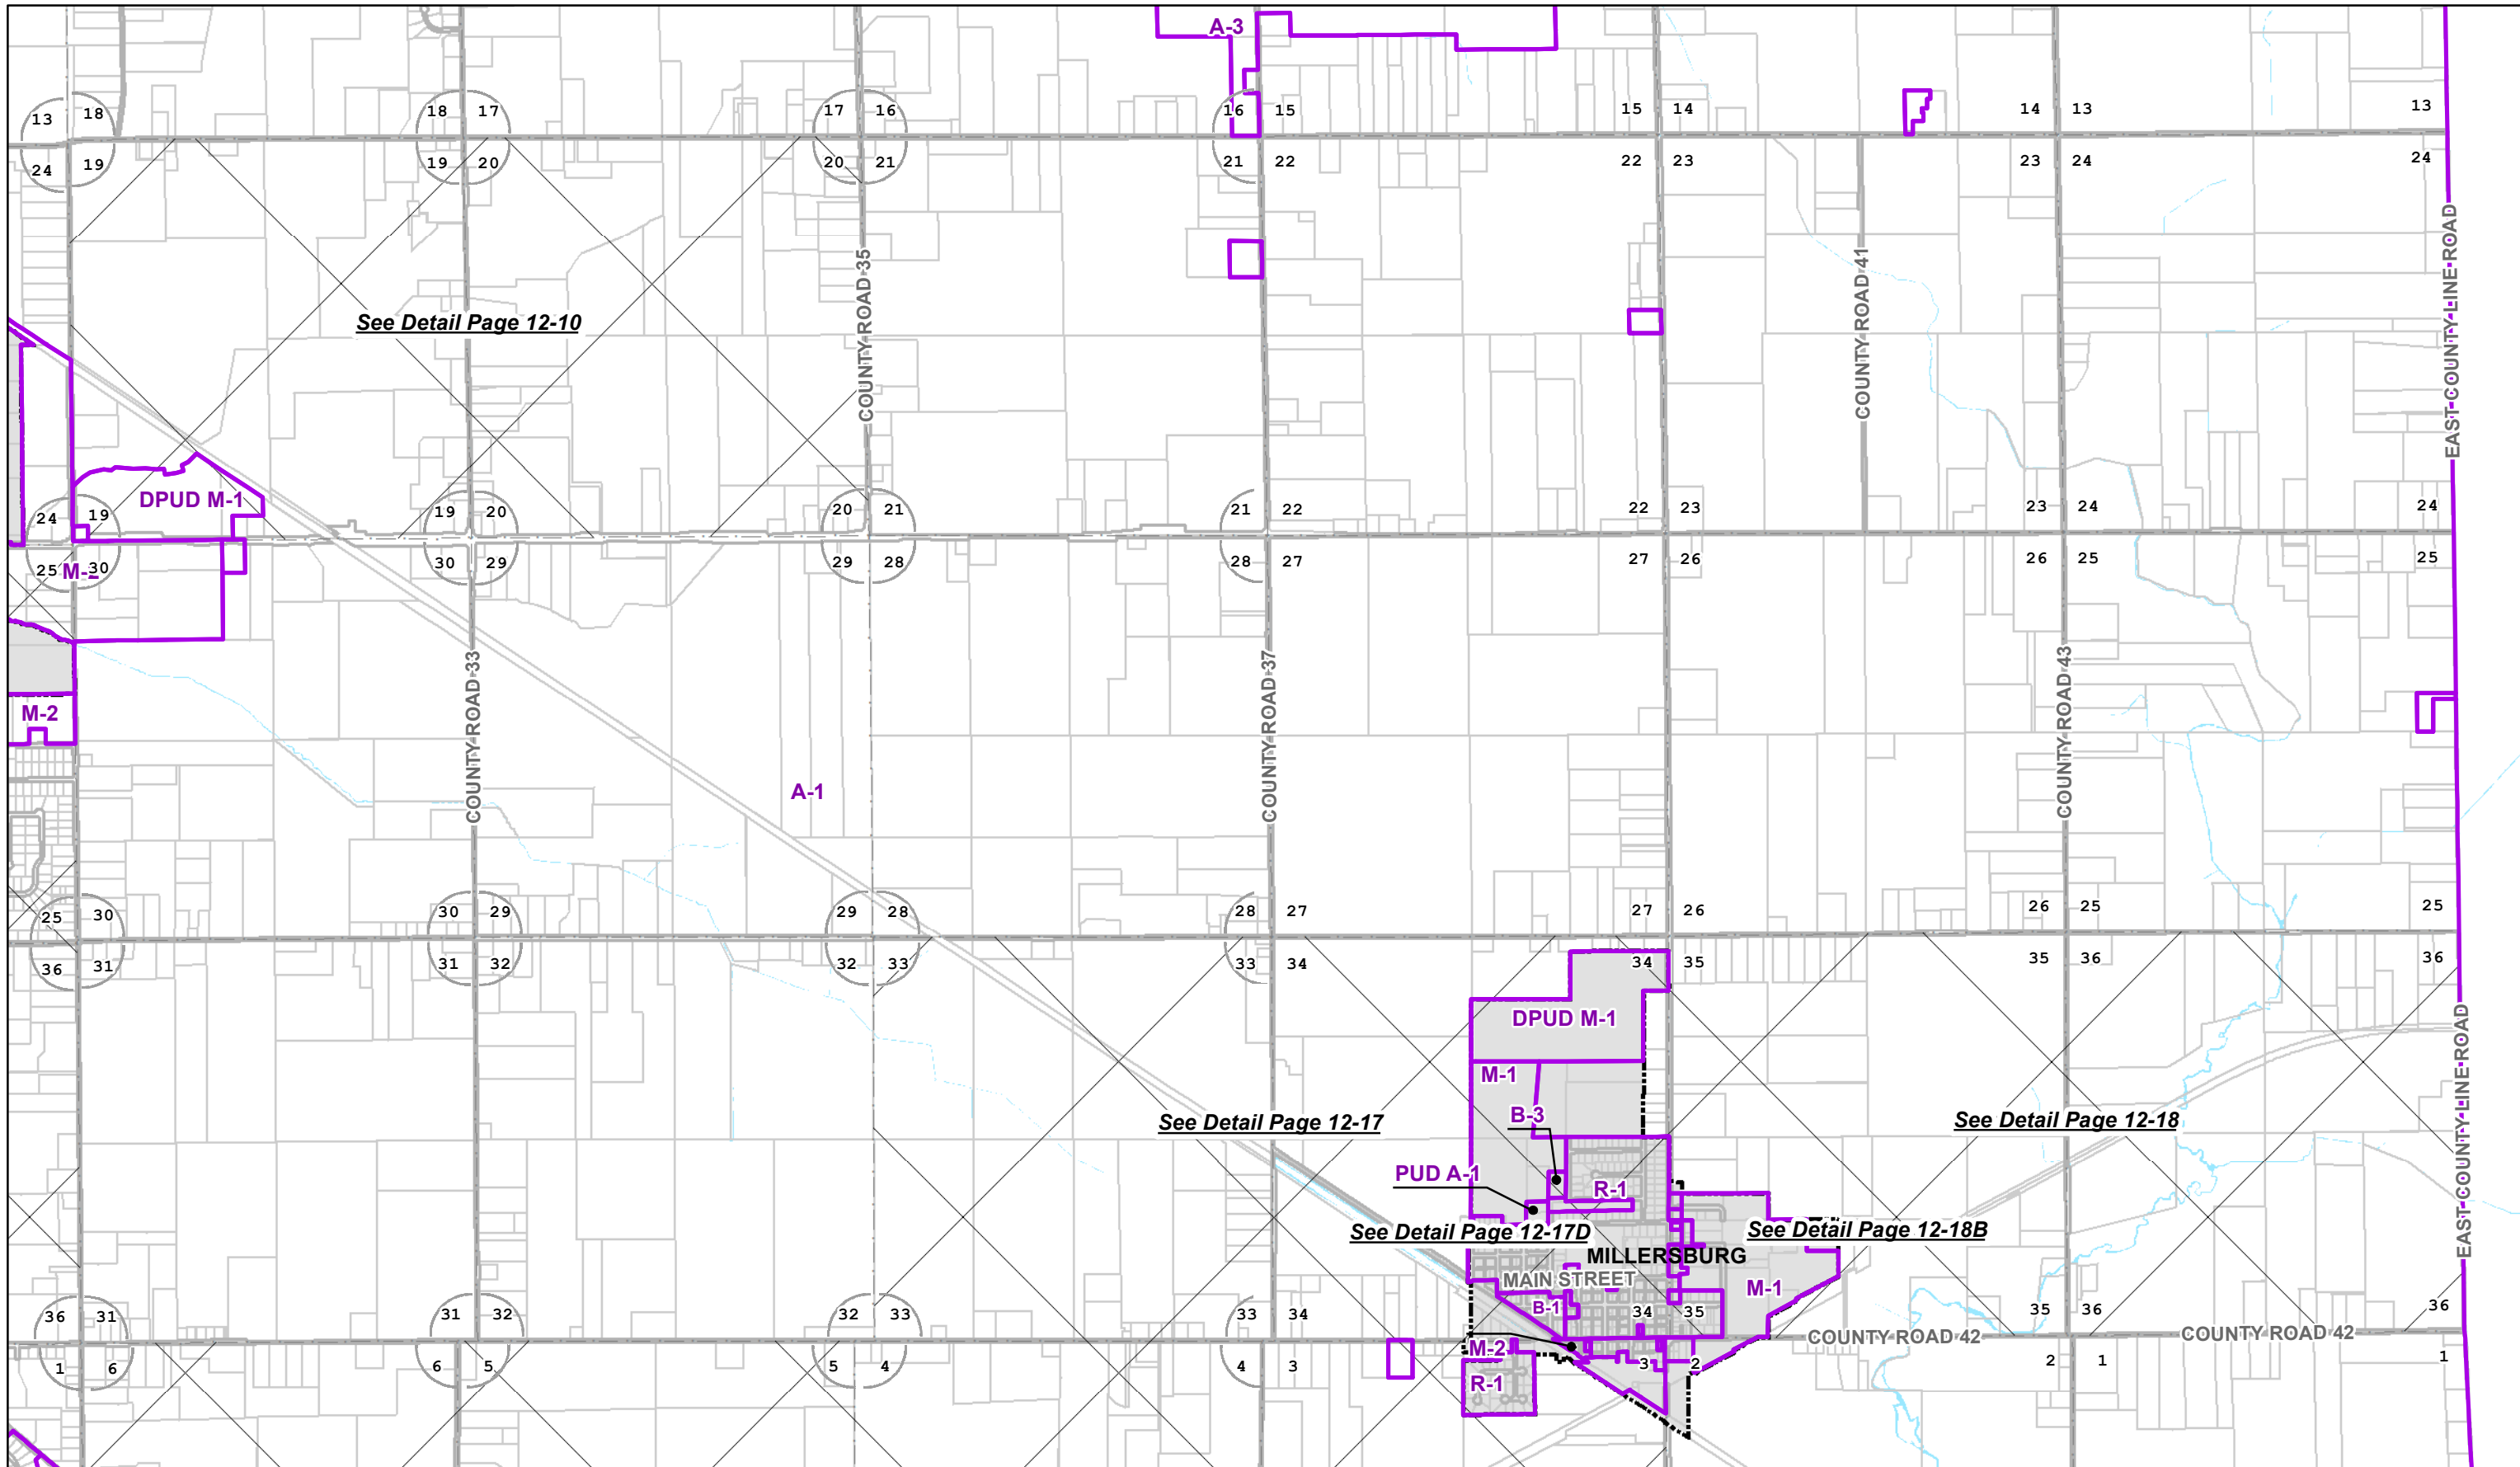 A-3
13 18 18 17 17 16 16 15 15 14 14 13 13
24 19 19 20 20 21 21 22 22 23 23 24 24
EAST COUNTY LINE ROAD
COUNTY ROAD 35
COUNTY ROAD 41
See Detail Page 12-10
DPUD M-1
24 19 19 20 20 21 21 22 22 23 23 24 24
25 30 30 29 29 28 28 27 27 26 26 25 25
COUNTY ROAD 33
COUNTY ROAD 37
COUNTY ROAD 43
M-2
A-1
25 30 30 29 29 28 28 27 27 26 26 25 25
36 31 31 32 32 33 33 34 34 35 35 36 36
DPUD M-1
EAST COUNTY LINE ROAD
M-1
B-3
See Detail Page 12-17
See Detail Page 12-18
PUD A-1
R-1
See Detail Page 12-17D
See Detail Page 12-18B
MILLERSBURG
MAIN STREET
M-1
B-1
36 31 31 32 32 33 33 34 34 35 35 36 36
COUNTY ROAD 42
COUNTY ROAD 42
M-2
1 6 6 5 5 4 4 3 3 2 2 1 1
R-1